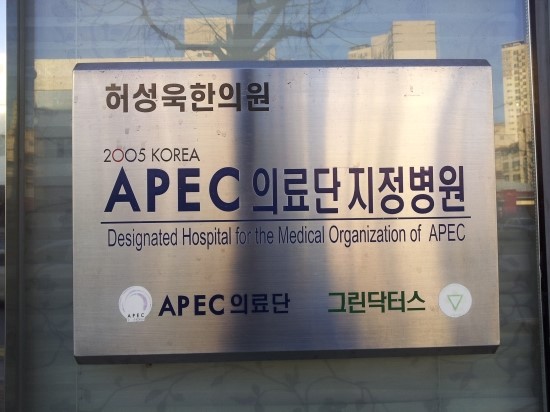 허성욱한의원
2005 KOREA
APEC 의료단 지정병원
Designated Hospital for the Medical Organization of APEC
APEC APEC 의료단 그린닥터스